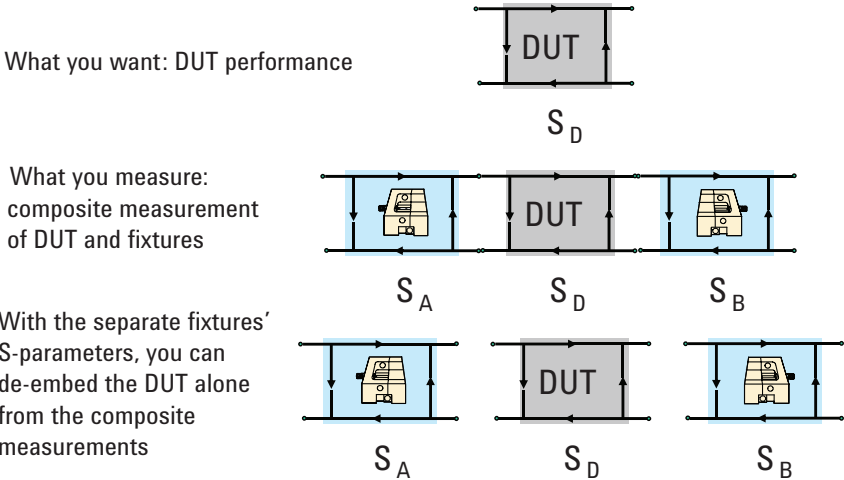 What you want: DUT performance
DUT
S D
What you measure:
composite measurement
of DUT and fixtures
DUT
S A
S D
S B
With the separate fixtures’
S-parameters, you can
de-embed the DUT alone
from the composite
measurements
DUT
S A
S D
S B